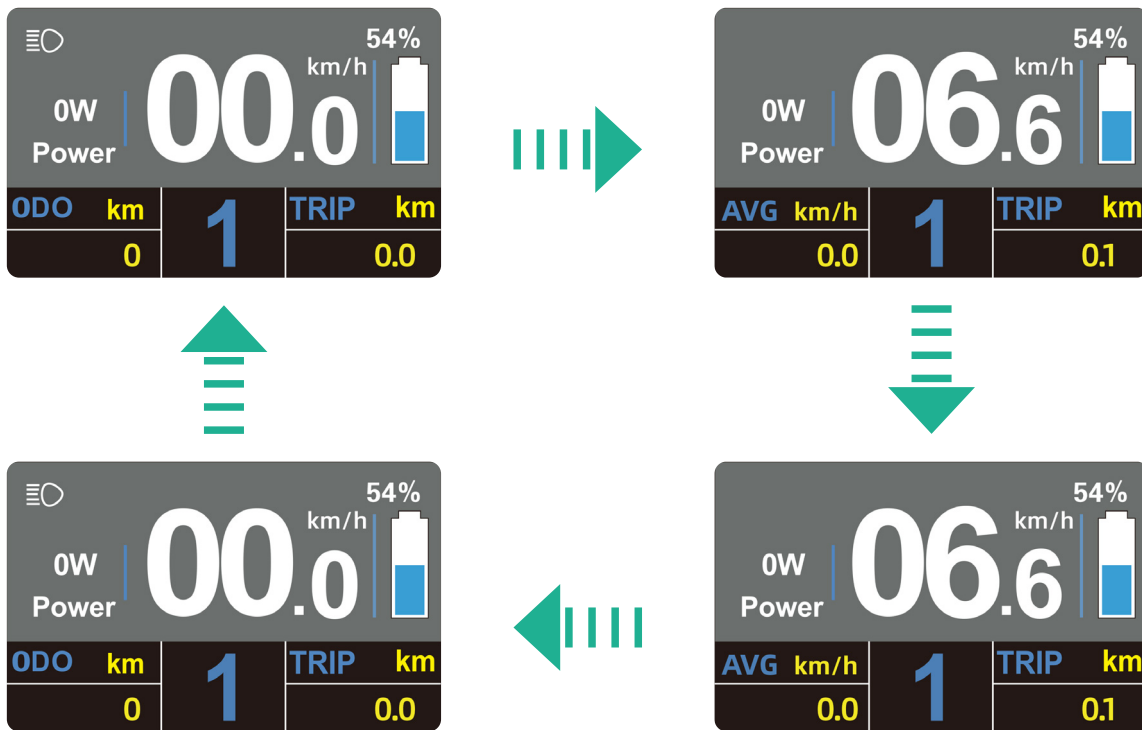 54%
km/h
00.0
0W
Power
ODO km
0
1
TRIP km
0.0
54%
km/h
06.6
0W
Power
AVG km/h
0.0
1
TRIP km
0.1
54%
km/h
00.0
0W
Power
ODO km
0
1
TRIP km
0.0
54%
km/h
06.6
0W
Power
AVG km/h
0.0
1
TRIP km
0.1